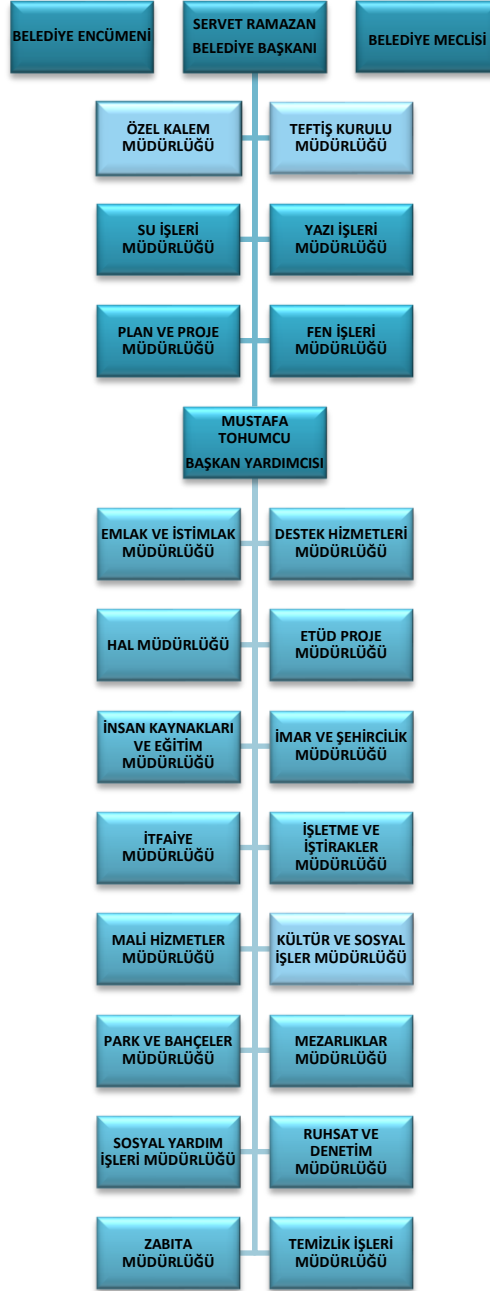 BELEDİYE ENCÜMENİ
SERVET RAMAZAN
BELEDİYE BAŞKANI
BELEDİYE MECLİSİ
ÖZEL KALEM
MÜDÜRLÜĞÜ
TEFTİŞ KURULU
MÜDÜRLÜĞÜ
SU İŞLERİ
MÜDÜRLÜĞÜ
YAZI İŞLERİ
MÜDÜRLÜĞÜ
PLAN VE PROJE
MÜDÜRLÜĞÜ
FEN İŞLERİ
MÜDÜRLÜĞÜ
MUSTAFA
TOHUMCU
BAŞKAN YARDIMCISI
EMLAK VE İSTİMLAK
MÜDÜRLÜĞÜ
DESTEK HİZMETLERİ
MÜDÜRLÜĞÜ
HAL MÜDÜRLÜĞÜ
ETÜD PROJE
MÜDÜRLÜĞÜ
İNSAN KAYNAKLARI
VE EĞİTİM
MÜDÜRLÜĞÜ
İMAR VE ŞEHİRCİLİK
MÜDÜRLÜĞÜ
İTFAİYE
MÜDÜRLÜĞÜ
İŞLETME VE
İŞTİRAKLER
MÜDÜRLÜĞÜ
MALİ HİZMETLER
MÜDÜRLÜĞÜ
KÜLTÜR VE SOSYAL
İŞLER MÜDÜRLÜĞÜ
PARK VE BAHÇELER
MÜDÜRLÜĞÜ
MEZARLIKLAR
MÜDÜRLÜĞÜ
SOSYAL YARDIM
İŞLERİ MÜDÜRLÜĞÜ
RUHSAT VE
DENETİM
MÜDÜRLÜĞÜ
ZABITA
MÜDÜRLÜĞÜ
TEMİZLİK İŞLERİ
MÜDÜRLÜĞÜ